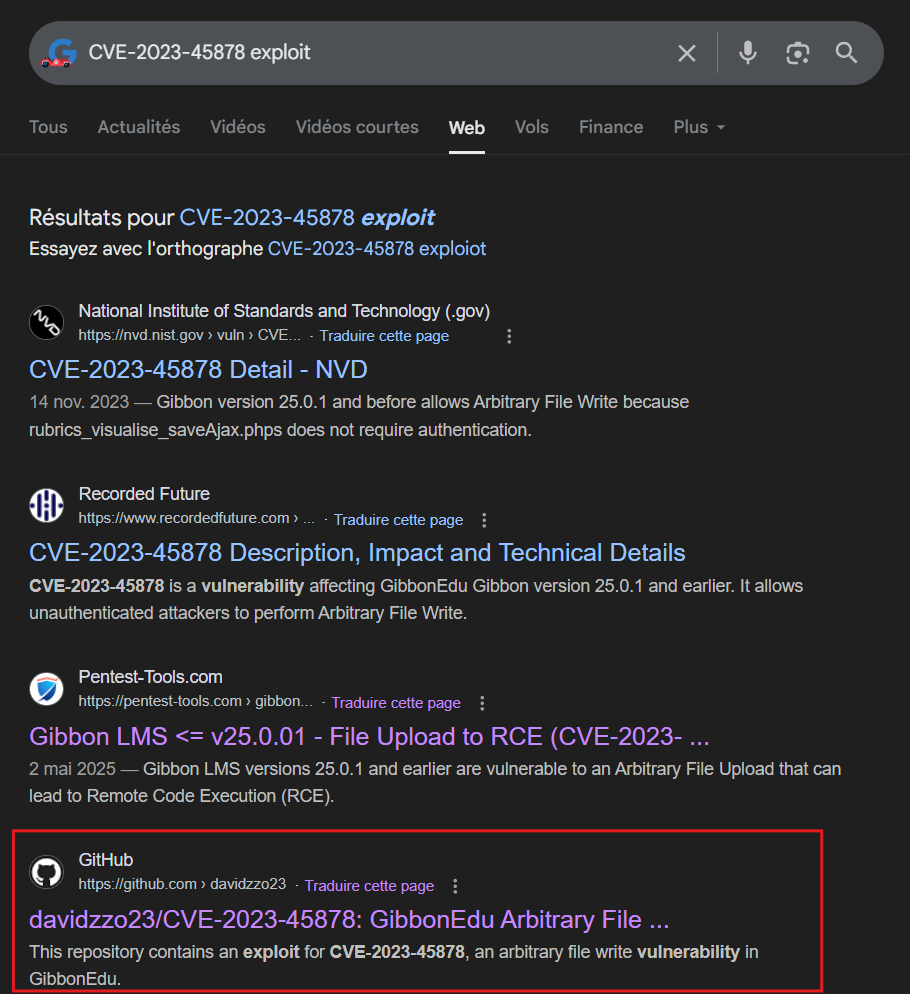 CVE-2023-45878 exploit
Tous Actualités Vidéos Vidéos courtes Web Vols Finance Plus
Résultats pour CVE-2023-45878 exploit
Essayez avec l'orthographe CVE-2023-45878 exploiot
National Institute of Standards and Technology (.gov)
https://nvd.nist.gov › vuln › CVE... · Traduire cette page
CVE-2023-45878 Detail - NVD
14 nov. 2023 — Gibbon version 25.0.1 and before allows Arbitrary File Write because
rubrics_visualise_saveAjax.phps does not require authentication.
Recorded Future
https://www.recordedfuture.com › ... · Traduire cette page
CVE-2023-45878 Description, Impact and Technical Details
CVE-2023-45878 is a vulnerability affecting GibbonEdu Gibbon version 25.0.1 and earlier. It allows
unauthenticated attackers to perform Arbitrary File Write.
Pentest-Tools.com
https://pentest-tools.com › gibbon... · Traduire cette page
Gibbon LMS <= v25.0.01 - File Upload to RCE (CVE-2023- ...
2 mai 2025 — Gibbon LMS versions 25.0.1 and earlier are vulnerable to an Arbitrary File Upload that can
lead to Remote Code Execution (RCE).
GitHub
https://github.com › davidzzo23 · Traduire cette page
davidzzo23/CVE-2023-45878: GibbonEdu Arbitrary File ...
This repository contains an exploit for CVE-2023-45878, an arbitrary file write vulnerability in
GibbonEdu.